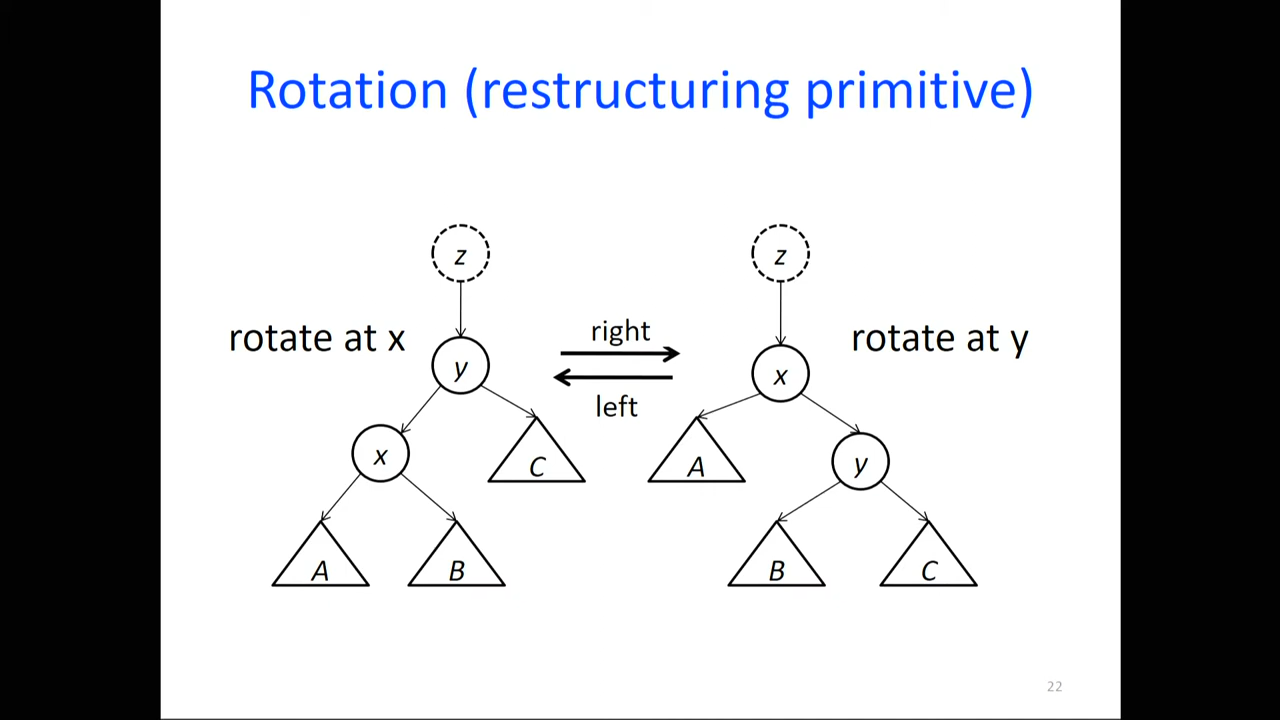 Rotation (restructuring primitive)
z
z
rotate at x
right
rotate at y
y
x
left
x
C
A
y
A
B
B
C
22